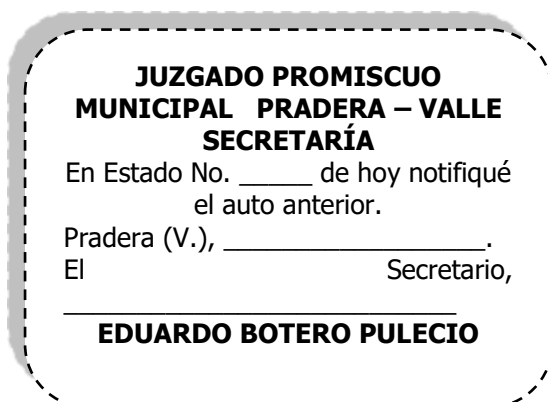 JUZGADO PROMISCUO
MUNICIPAL PRADERA – VALLE
SECRETARÍA
En Estado No. _____ de hoy notifiqué
el auto anterior.
Pradera (V.), __________________.
El Secretario,
___________________________
EDUARDO BOTERO PULECIO